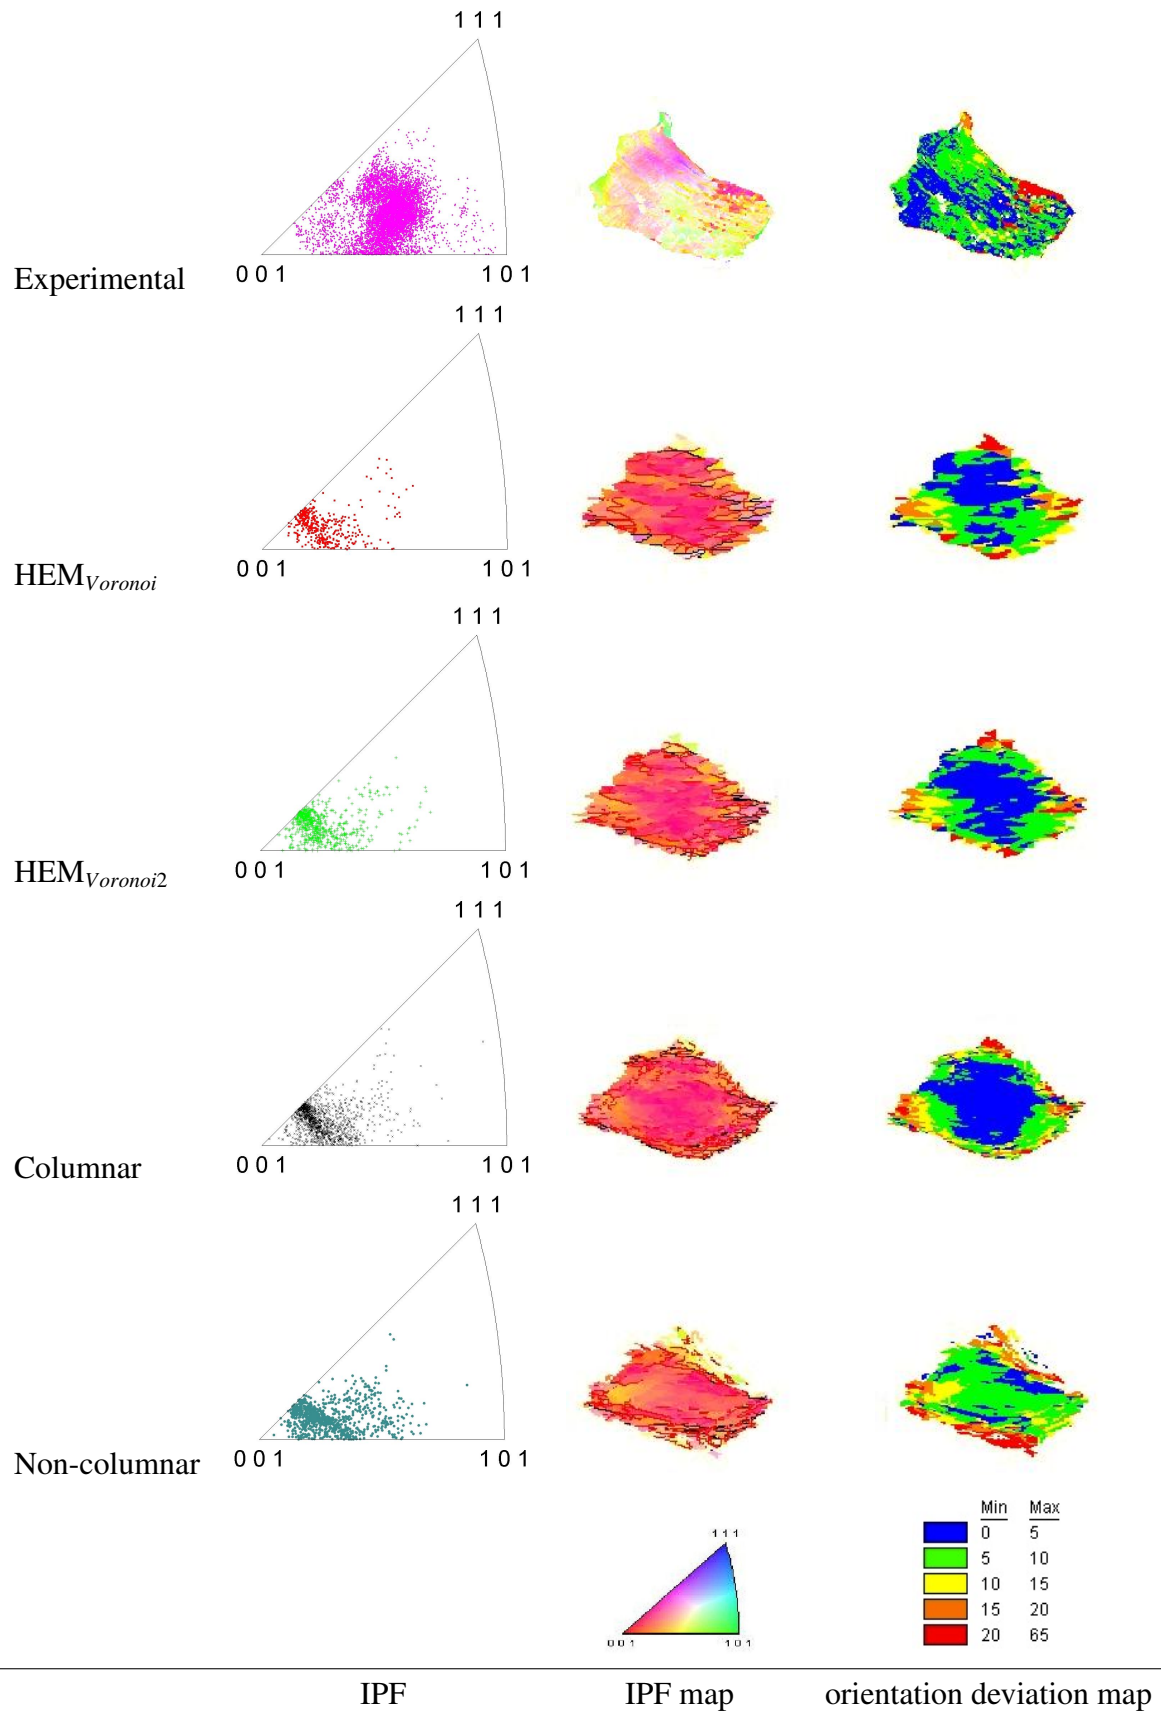 1 1 1
Experimental
0 0 1 1 0 1
1 1 1
HEM Voronoi
0 0 1 1 0 1
1 1 1
HEM Voronoi2
0 0 1 1 0 1
1 1 1
Columnar
0 0 1 1 0 1
1 1 1
Non-columnar
0 0 1 1 0 1
1 1 1
0 0 1 1 0 1
Min Max
0 5
5 10
10 15
15 20
20 65
IPF IPF map orientation deviation map